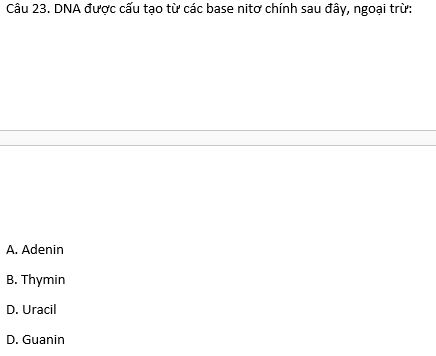 Câu 23. DNA được cấu tạo từ các base nitơ chính sau đây, ngoại trừ:
A. Adenin
B. Thymin
D. Uracil
D. Guanin